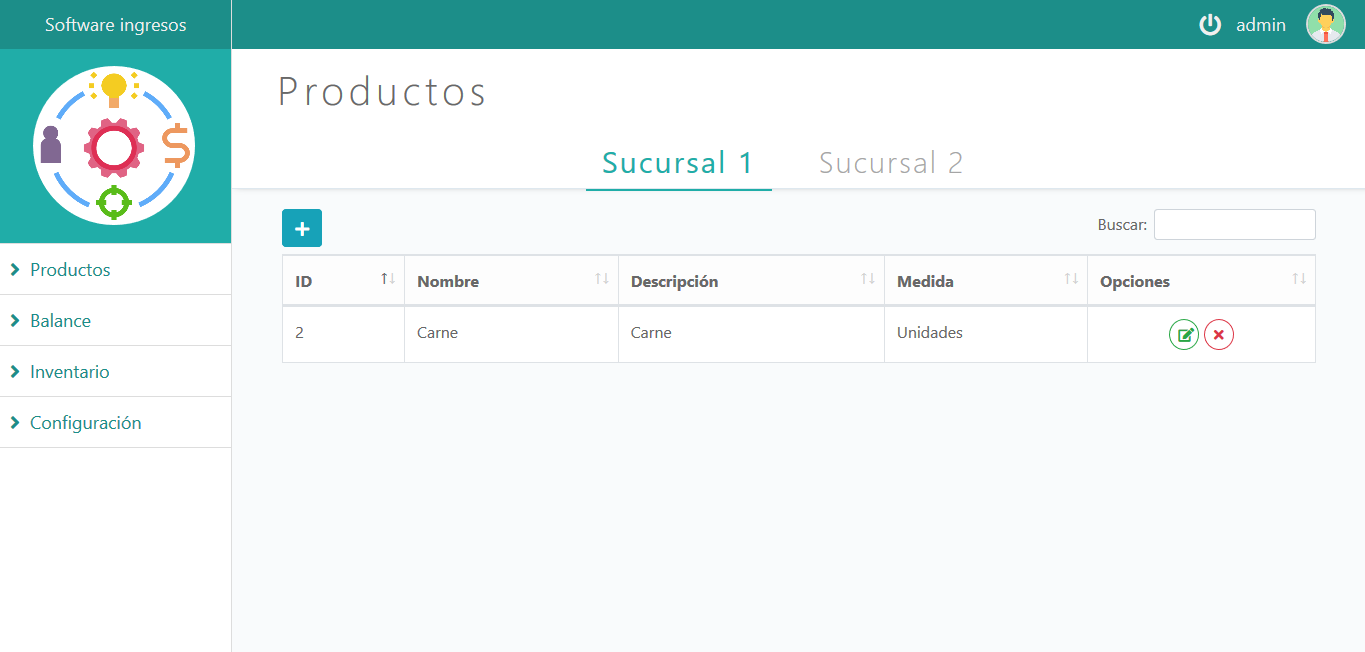 Software ingresos
admin
Productos
Sucursal 1 Sucursal 2
Buscar:
ID Nombre Descripción Medida Opciones
2 Carne Carne Unidades
Productos
Balance
Inventario
Configuración